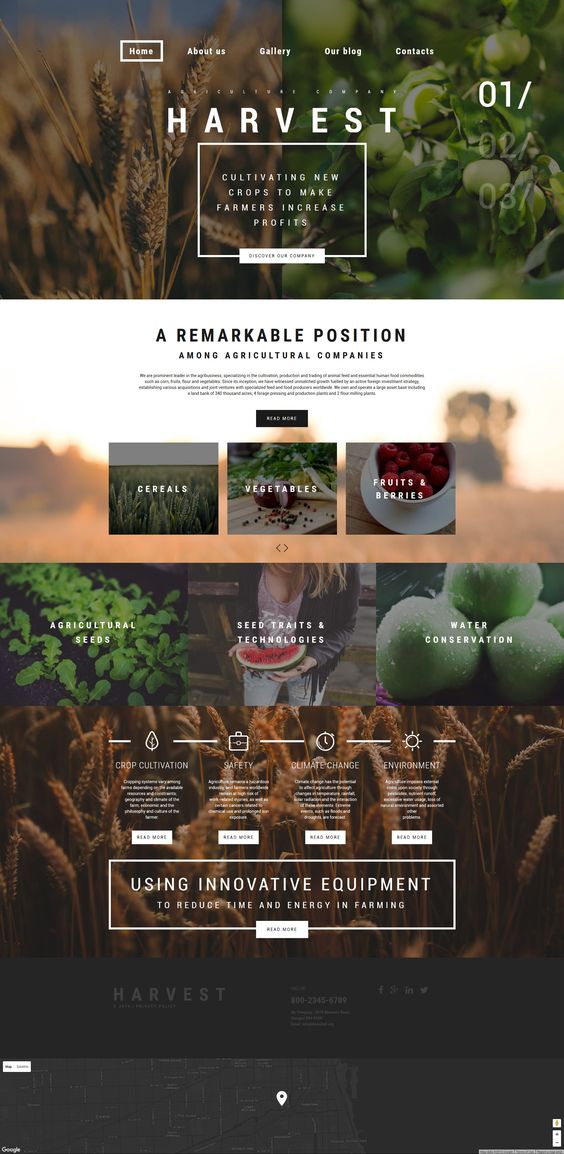 Home
About us
Gallery
Our blog
Contacts
AGRICULTURE COMPANY
HARVEST
01/
02/
03/
CULTIVATING NEW
CROPS TO MAKE
FARMERS INCREASE
PROFITS
DISCOVER OUR COMPANY
A REMARKABLE POSITION
AMONG AGRICULTURAL COMPANIES
We are prominent leader in the agribusiness, specializing in the cultivation, production and trading of animal feed and essential human food commodities
such as corn, fruits, flour and vegetables. Since its inception, we have witnessed unmatched growth fuelled by an active foreign investment strategy,
establishing various acquisitions and joint ventures with specialized feed and food producers worldwide. We own and operate a large asset base including
a land bank of 340 thousand acres, 4 forage pressing and production plants and 2 flour milling plants.
READ MORE
CEREALS
VEGETABLES
FRUITS &
BERRIES
AGRICULTURAL
SEEDS
SEED TRAITS &
TECHNOLOGIES
WATER
CONSERVATION
CROP CULTIVATION
Cropping systems vary among
farms depending on the available
resources and constraints;
geography and climate of the
farm; economic and the
philosophy and culture of the
farmer.
READ MORE
SAFETY
Agriculture remains a hazardous
industry, and farmers worldwide
remain at high risk of
work-related injuries, as well as
certain cancers related to
chemical use and prolonged sun
exposure.
READ MORE
CLIMATE CHANGE
Climate change has the potential
to affect agriculture through
changes in temperature, rainfall,
solar radiation and the interaction
of these elements. Extreme
events, such as floods and
droughts, are forecast.
READ MORE
ENVIRONMENT
Agriculture impacts external
costs upon society through
pesticides, nutrient runoff,
excessive water usage, loss of
natural environment and assorted
other
problems.
READ MORE
USING INNOVATIVE EQUIPMENT
TO REDUCE TIME AND ENERGY IN FARMING
READ MORE
HARVEST
PRIVACY POLICY
800-2345-6789
Map
Satellite
Google